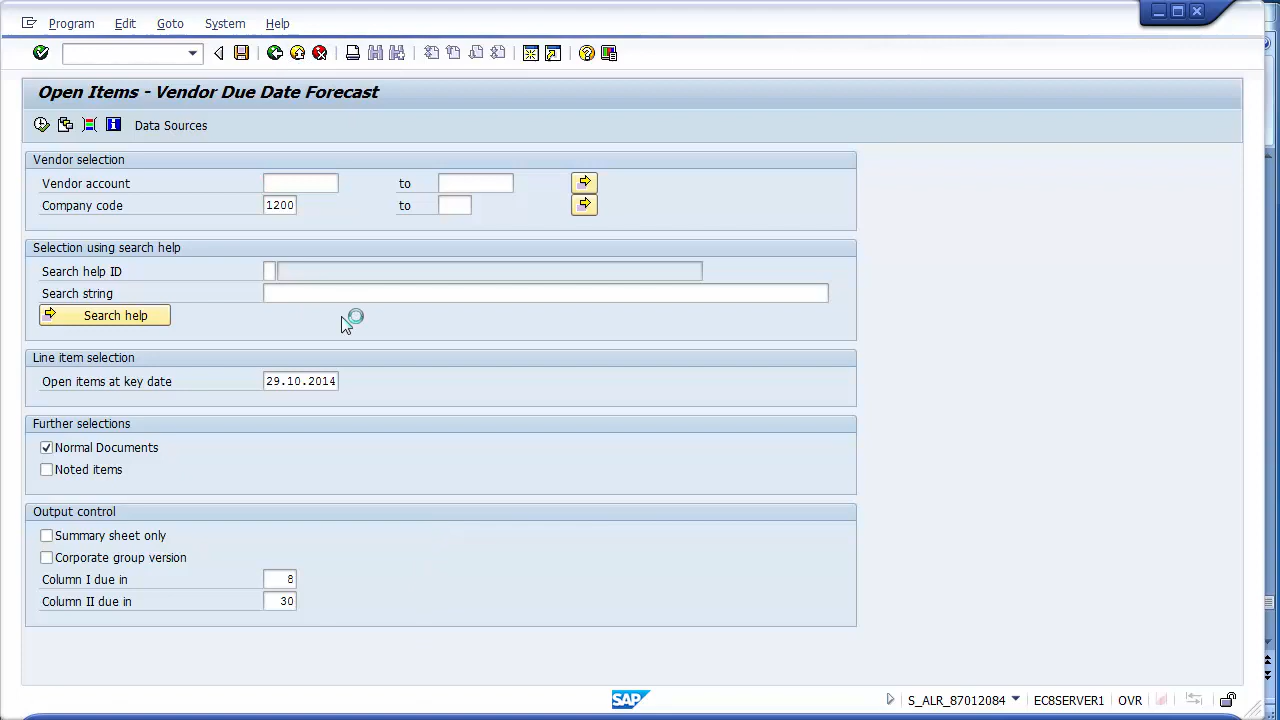 Program Edit Goto System Help
Open Items - Vendor Due Date Forecast
Data Sources
Vendor selection
Vendor account to
Company code 1200 to
Selection using search help
Search help ID
Search string
Search help
Line item selection
Open items at key date 29.10.2014
Further selections
Normal Documents
Noted items
Output control
Summary sheet only
Corporate group version
Column I due in 8
Column II due in 30
SAP S_ALR_87012084 EC8SERVER1 OVR